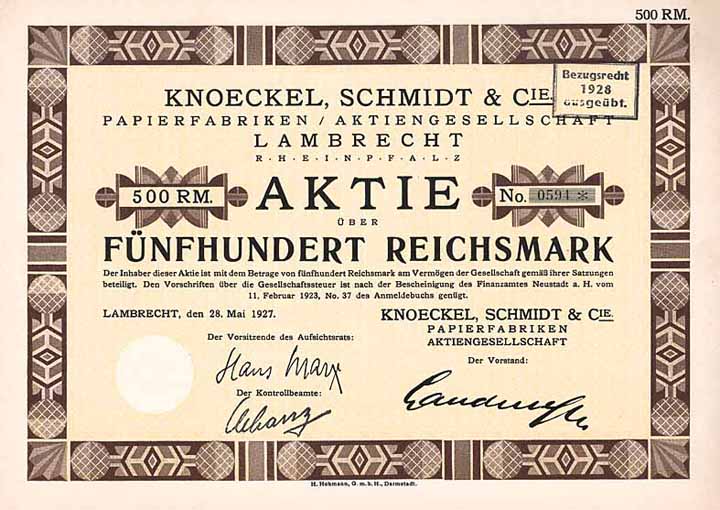 500 RM.
Bezugsrecht
1928
ausgeübt.
KNOECKEL, SCHMIDT & CIE.
PAPIERFABRIKEN / AKTIENGESELLSCHAFT
LAMBRECHT
R·H·E·I·N·P·F·A·L·Z
500 RM.
AKTIE
No. 0594 *
ÜBER
FÜNFHUNDERT REICHSMARK
Der Inhaber dieser Aktie ist mit dem Betrage von fünfhundert Reichsmark am Vermögen der Gesellschaft gemäß ihrer Satzungen
beteiligt. Den Vorschriften über die Gesellschaftssteuer ist nach der Bescheinigung des Finanzamtes Neustadt a. H. vom
11. Februar 1923, No. 37 des Anmeldebuchs genügt.
LAMBRECHT, den 28. Mai 1927.
KNOECKEL, SCHMIDT & CIE.
PAPIERFABRIKEN
AKTIENGESELLSCHAFT
Der Vorsitzende des Aufsichtsrats:
Der Vorstand:
Hans Marx
Der Kontrollbeamte:
H. Hohmann, G. m. b. H., Darmstadt.